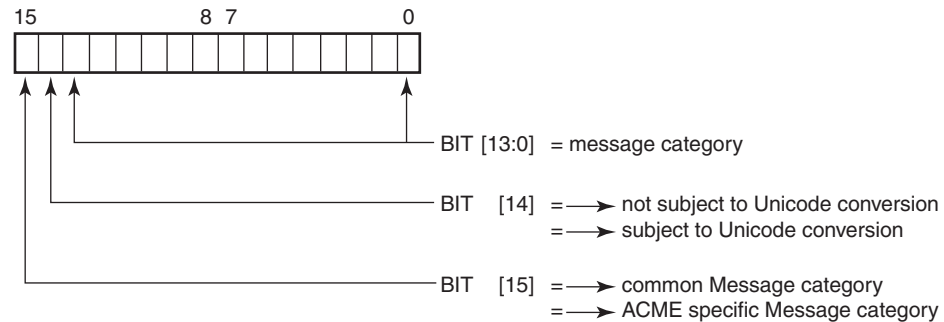 15 8 7 0
BIT [13:0] = message category
BIT [14] = not subject to Unicode conversion
= subject to Unicode conversion
BIT [15] = common Message category
= ACME specific Message category